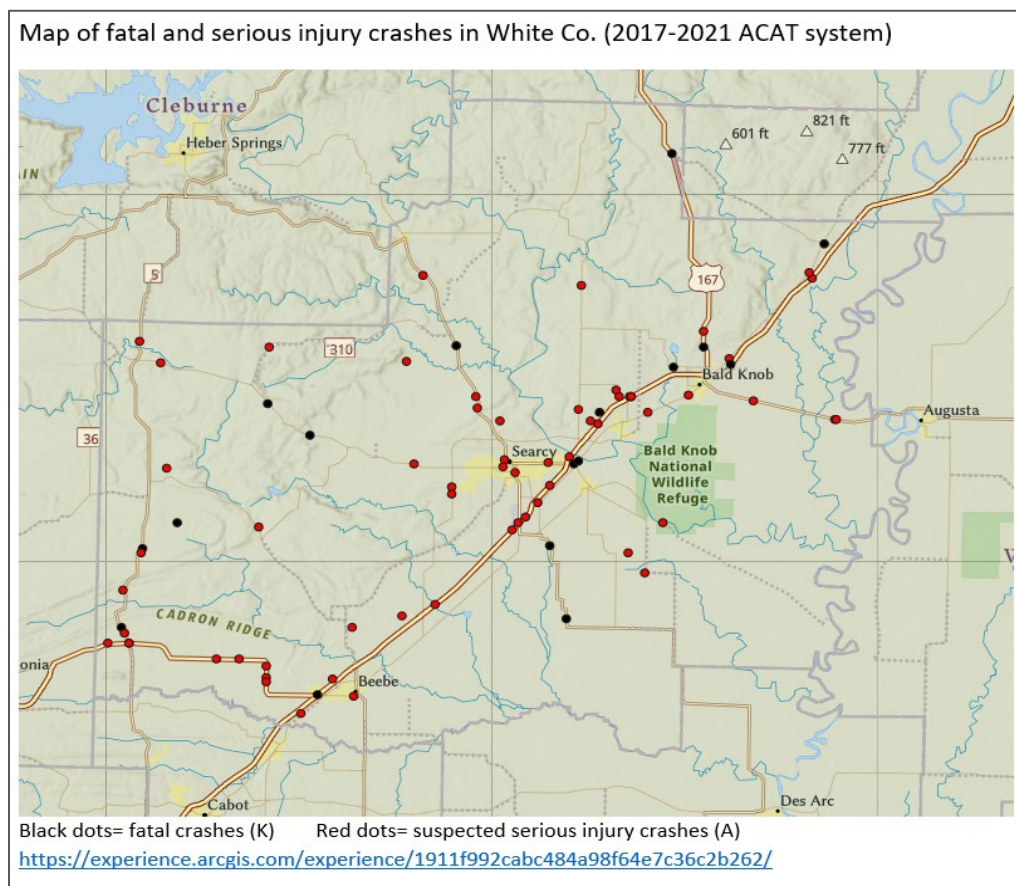 Map of fatal and serious injury crashes in White Co. (2017-2021 ACAT system)
Cleburne
Heber Springs
821 ft
601 ft
777 ft
AIN
5
167
310
Bald Knob
Augusta
36
Searcy
Bald Knob
National
Wildlife
Refuge
W
CADRON RIDGE
onia
Beebe
Cabot
Des Arc
Black dots= fatal crashes (K) Red dots= suspected serious injury crashes (A)
https://experience.arcgis.com/experience/1911f992cabc484a98f64e7c36c2b262/